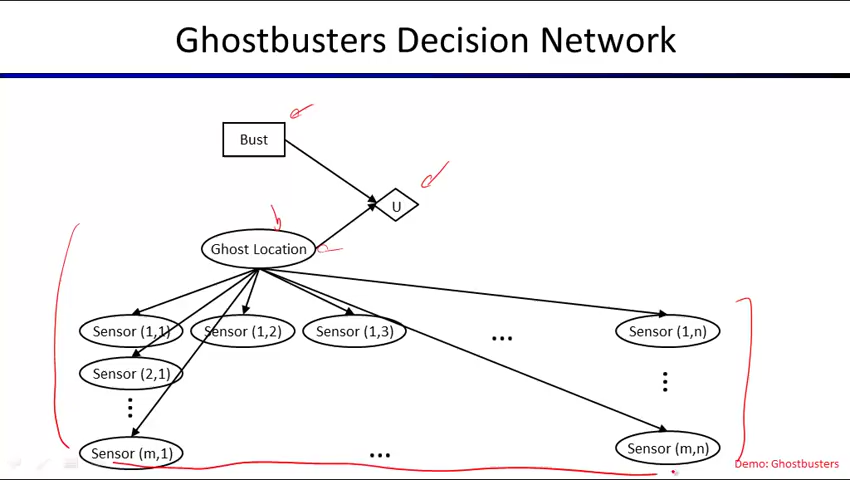 Ghostbusters Decision Network
Bust
U
Ghost Location
Sensor (1,1)
Sensor (1,2)
Sensor (1,3)
...
Sensor (1,n)
Sensor (2,1)
Sensor (m,1)
...
Sensor (m,n)
Demo: Ghostbusters